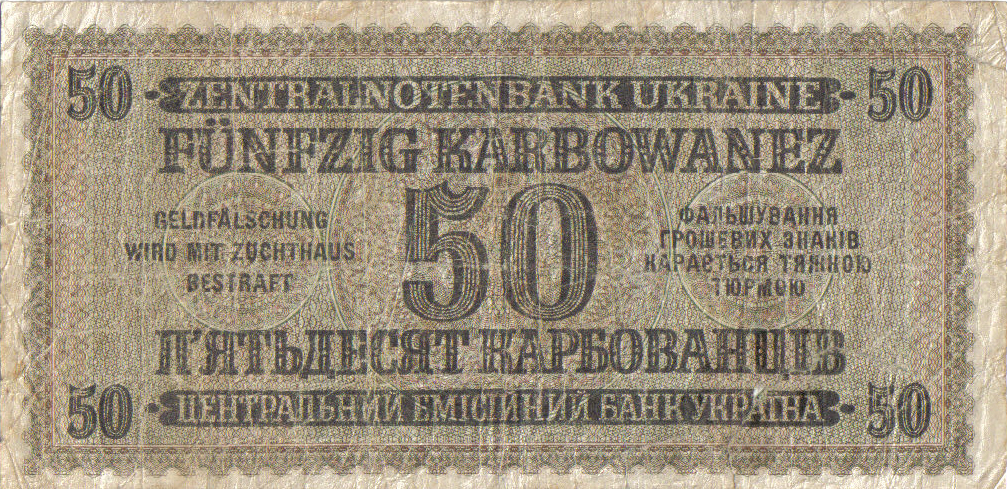 50 ZENTRALNOTENBANK UKRAINE 50
FÜNFZIG KARBOWANEZ
50
GELDFÄLSCHUNG
WIRD MIT ZUCHTHAUS
BESTRAFT
ФАЛЬШУВАННЯ
ГРОШЕВИХ ЗНАКІВ
КАРАЄТЬСЯ ТЯЖКОЮ
ТЮРМОЮ
П'ЯТЬДЕСЯТ КАРБОВАНЦІВ
50 ЦЕНТРАЛЬНИЙ ЕМІСІЙНИЙ БАНК УКРАЇНА 50